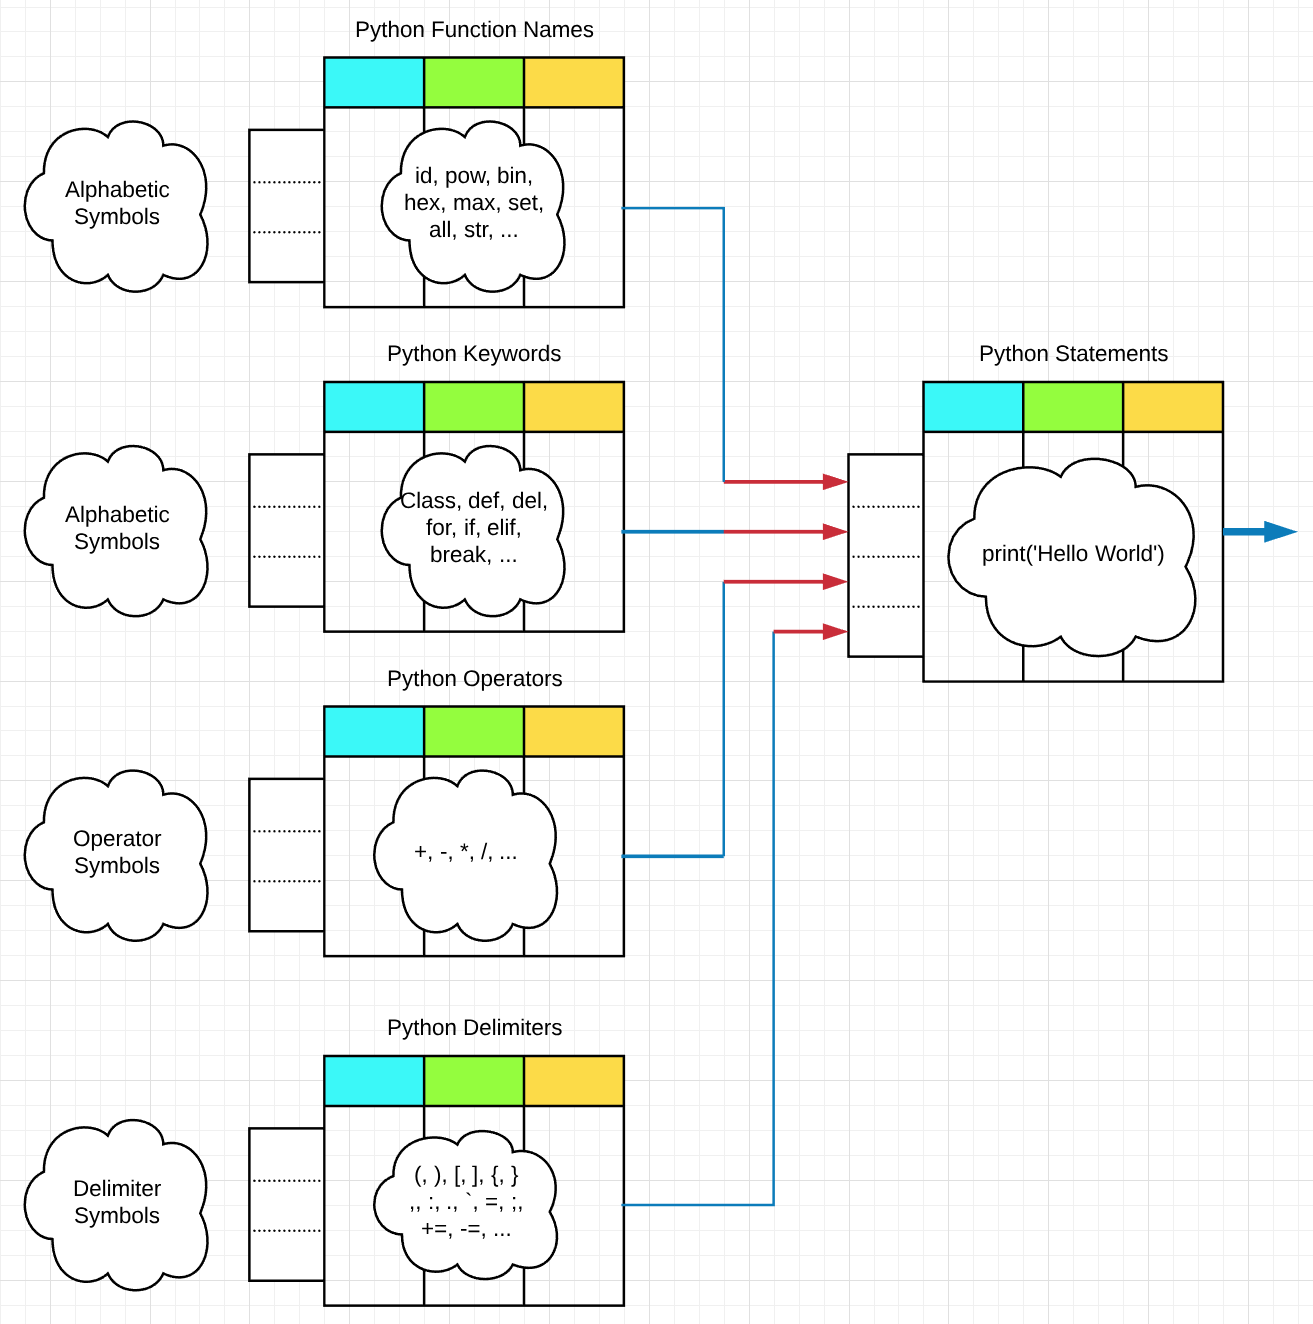 Python Function Names
Alphabetic
Symbols
id, pow, bin,
hex, max, set,
all, str, ...
Python Keywords
Alphabetic
Symbols
Class, def, del,
for, if, elif,
break, ...
Python Statements
print('Hello World')
Python Operators
Operator
Symbols
+, -, *, /, ...
Python Delimiters
Delimiter
Symbols
(, ), [, ], {, }
,, :, ., `, =, ;,
+=, -=, ...